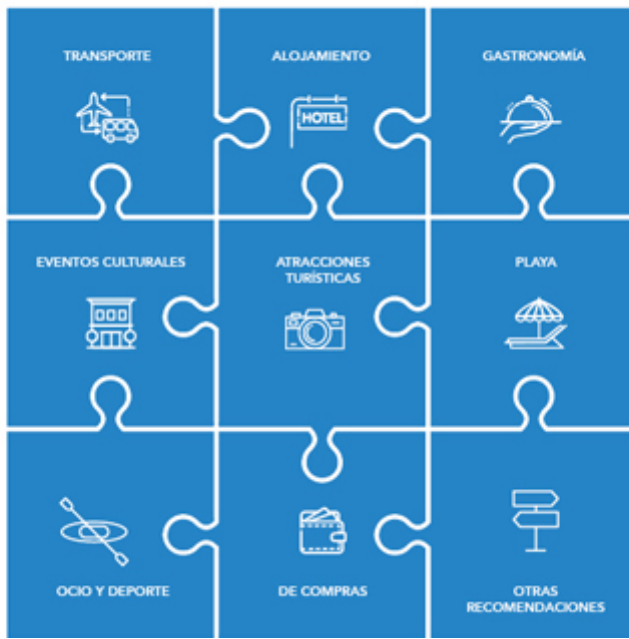 TRANSPORTE
ALOJAMIENTO
GASTRONOMÍA
HOTEL
EVENTOS CULTURALES
ATRACCIONES
TURÍSTICAS
PLAYA
OCIO Y DEPORTE
DE COMPRAS
OTRAS
RECOMENDACIONES